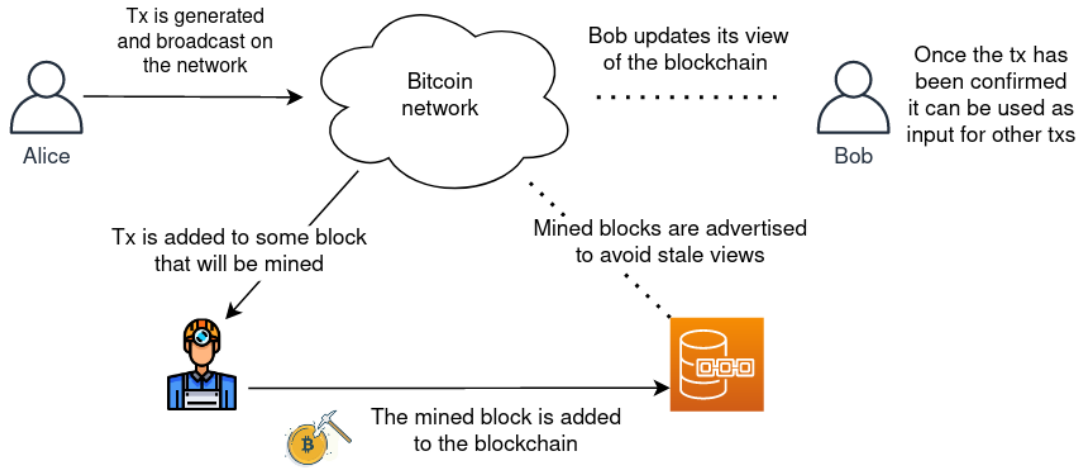 Tx is generated
and broadcast on
the network
Alice
Bitcoin
network
Bob updates its view
of the blockchain
Bob
Once the tx has
been confirmed
it can be used as
input for other txs
Tx is added to some block
that will be mined
Mined blocks are advertised
to avoid stale views
The mined block is added
to the blockchain